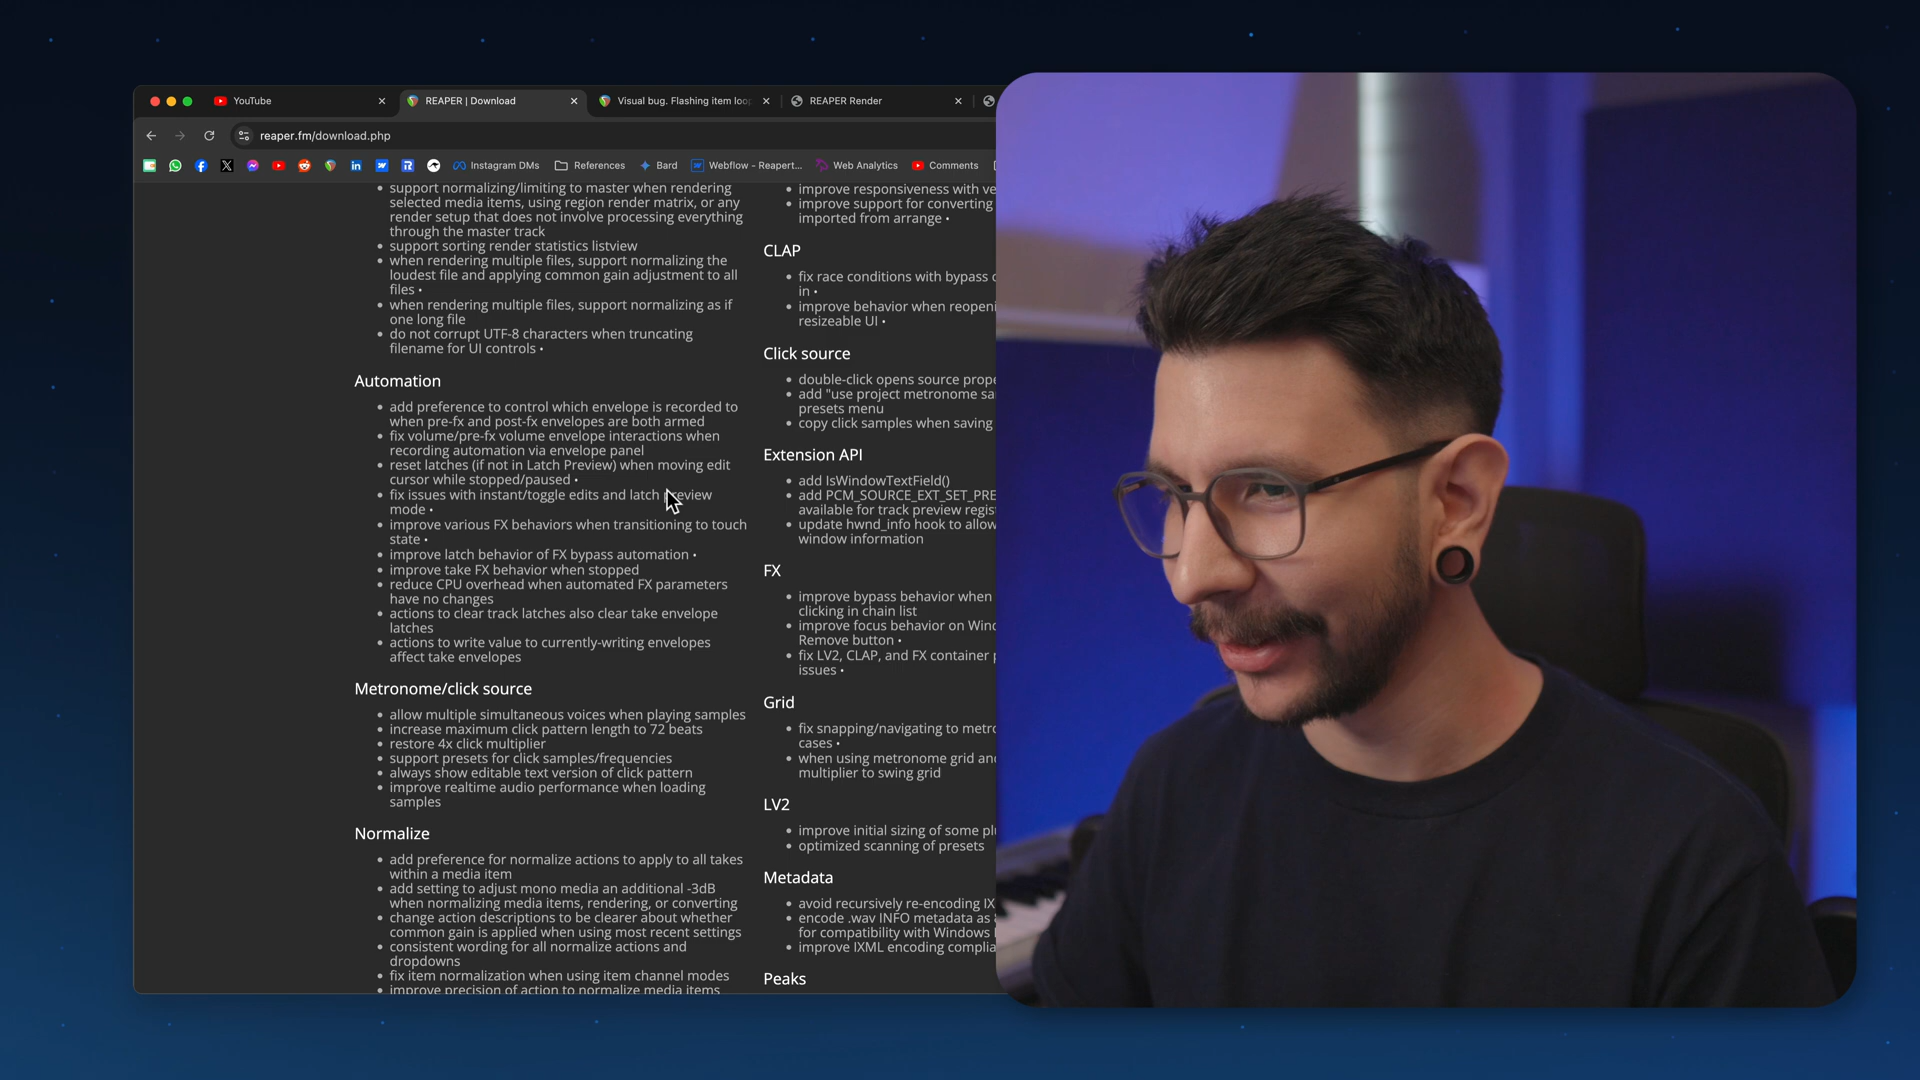 YouTube
REAPER | Download
Visual bug. Flashing item loo
REAPER Render
reaper.fm/download.php
Instagram DMs
References
Bard
Webflow - Reapert...
Web Analytics
Comments
support normalizing/limiting to master when rendering
selected media items, using region render matrix, or any
render setup that does not involve processing everything
through the master track
support sorting render statistics listview
when rendering multiple files, support normalizing the
loudest file and applying common gain adjustment to all
files •
when rendering multiple files, support normalizing as if
one long file
do not corrupt UTF-8 characters when truncating
filename for UI controls •
Automation
add preference to control which envelope is recorded to
when pre-fx and post-fx envelopes are both armed
fix volume/pre-fx volume envelope interactions when
recording automation via envelope panel
reset latches (if not in Latch Preview) when moving edit
cursor while stopped/paused •
fix issues with instant/toggle edits and latch preview
mode •
improve various FX behaviors when transitioning to touch
state •
improve latch behavior of FX bypass automation •
improve take FX behavior when stopped
reduce CPU overhead when automated FX parameters
have no changes
actions to clear track latches also clear take envelope
latches
actions to write value to currently-writing envelopes
affect take envelopes
Metronome/click source
allow multiple simultaneous voices when playing samples
increase maximum click pattern length to 72 beats
restore 4x click multiplier
support presets for click samples/frequencies
always show editable text version of click pattern
improve realtime audio performance when loading
samples
Normalize
add preference for normalize actions to apply to all takes
within a media item
add setting to adjust mono media an additional -3dB
when normalizing media items, rendering, or converting
change action descriptions to be clearer about whether
common gain is applied when using most recent settings
consistent wording for all normalize actions and
dropdowns
fix item normalization when using item channel modes
improve precision of action to normalize media items
improve responsiveness with ve
improve support for converting
imported from arrange •
CLAP
fix race conditions with bypass
in •
improve behavior when reopeni
resizeable UI •
Click source
double-click opens source prope
add "use project metronome sa
presets menu
copy click samples when saving
Extension API
add IsWindowTextField()
add PCM_SOURCE_EXT_SET_PRE
available for track preview regis
update hwnd_info hook to allow
window information
FX
improve bypass behavior when
clicking in chain list
improve focus behavior on Wind
Remove button •
fix LV2, CLAP, and FX container p
issues •
Grid
fix snapping/navigating to metro
cases •
when using metronome grid and
multiplier to swing grid
LV2
improve initial sizing of some plu
optimized scanning of presets
Metadata
avoid recursively re-encoding IX
encode .wav INFO metadata as
for compatibility with Windows
improve IXML encoding complia
Peaks